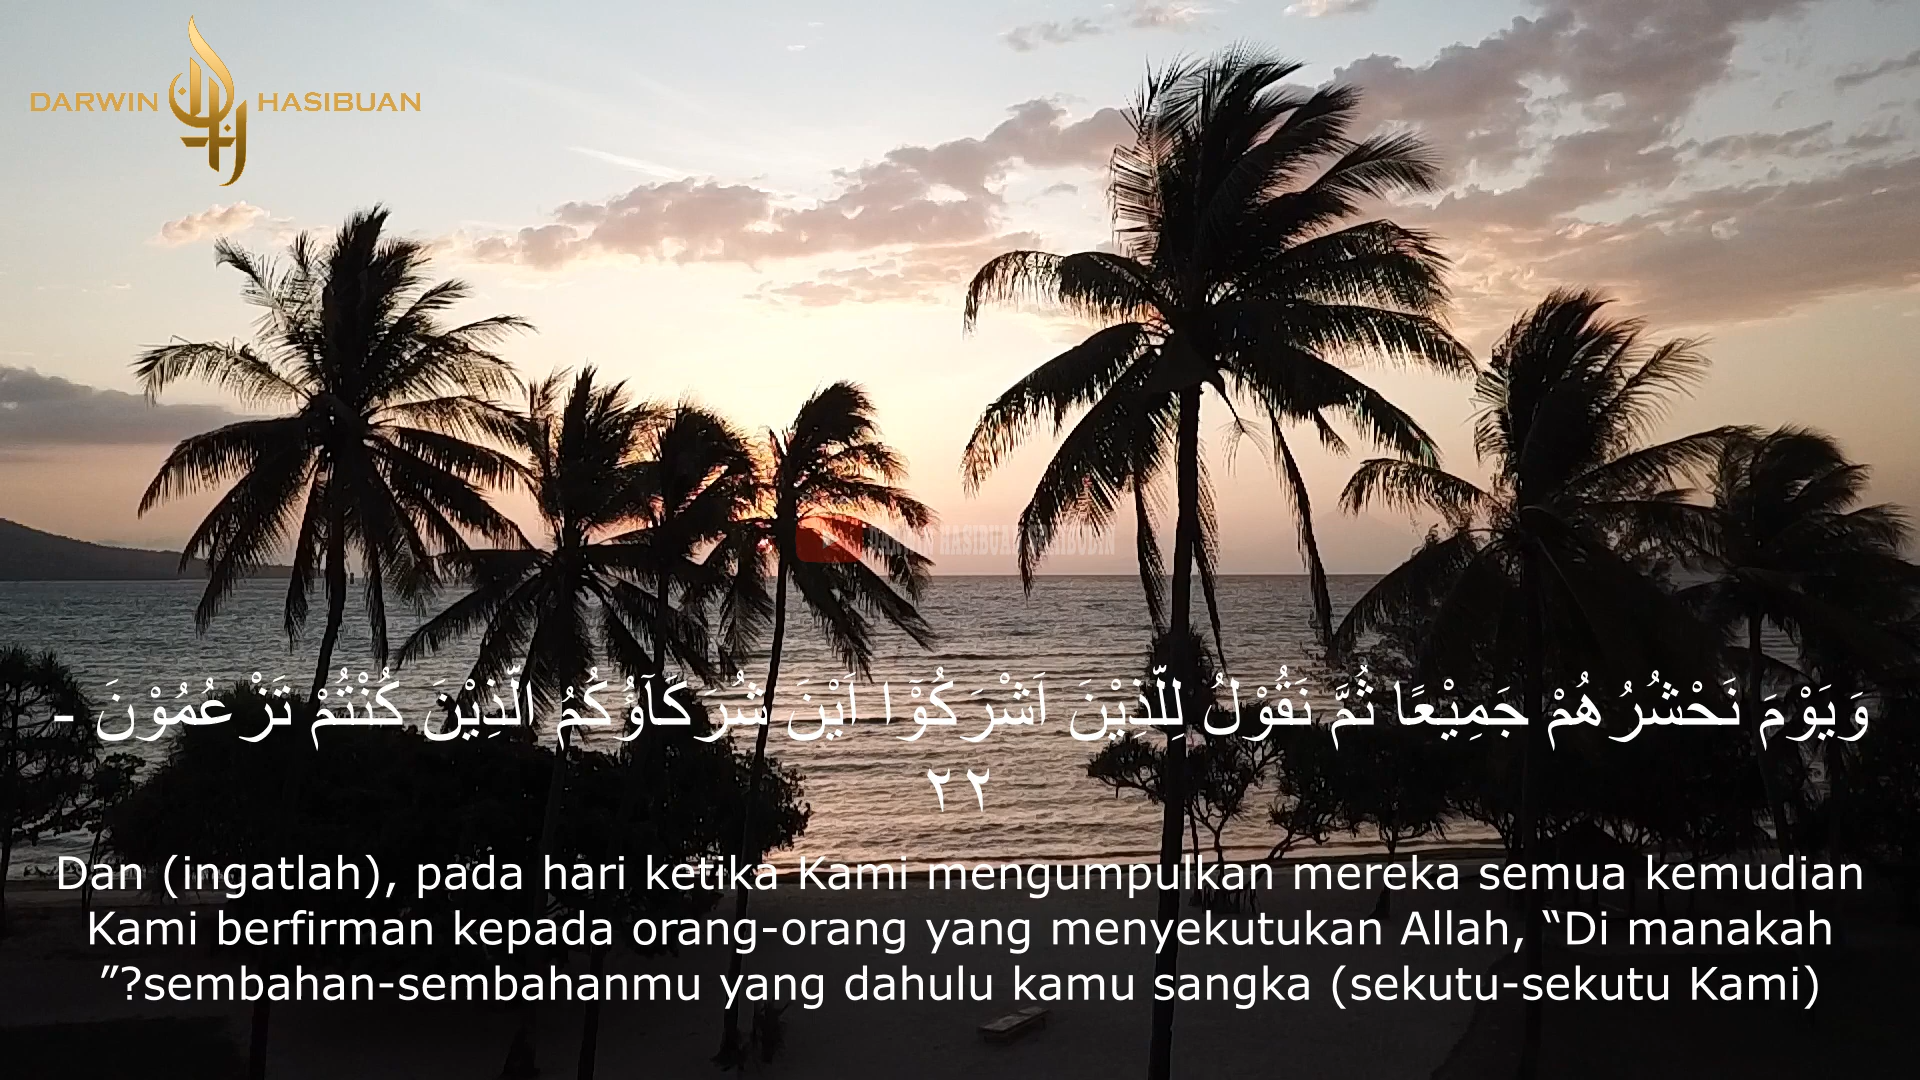 DARWIN HASIBUAN
وَيَوْمَ نَحْشُرُهُمْ جَمِيْعًا ثُمَّ نَقُوْلُ لِلَّذِيْنَ اَشْرَكُوْٓا اَيْنَ شُرَكَاۤؤُكُمُ الَّذِيْنَ كُنْتُمْ تَزْعُمُوْنَ -
٢٢
Dan (ingatlah), pada hari ketika Kami mengumpulkan mereka semua kemudian
Kami berfirman kepada orang-orang yang menyekutukan Allah, “Di manakah
”?sembahan-sembahanmu yang dahulu kamu sangka (sekutu-sekutu Kami)